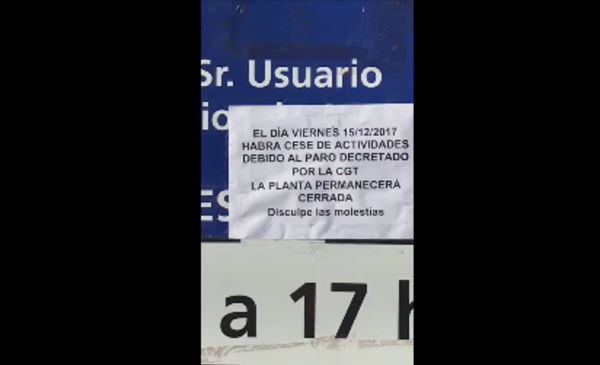 Sr. Usuario
EL DÍA VIERNES 15/12/2017
HABRA CESE DE ACTIVIDADES
DEBIDO AL PARO DECRETADO
POR LA CGT
LA PLANTA PERMANECERÁ
CERRADA
Disculpe las molestias
a 17 h